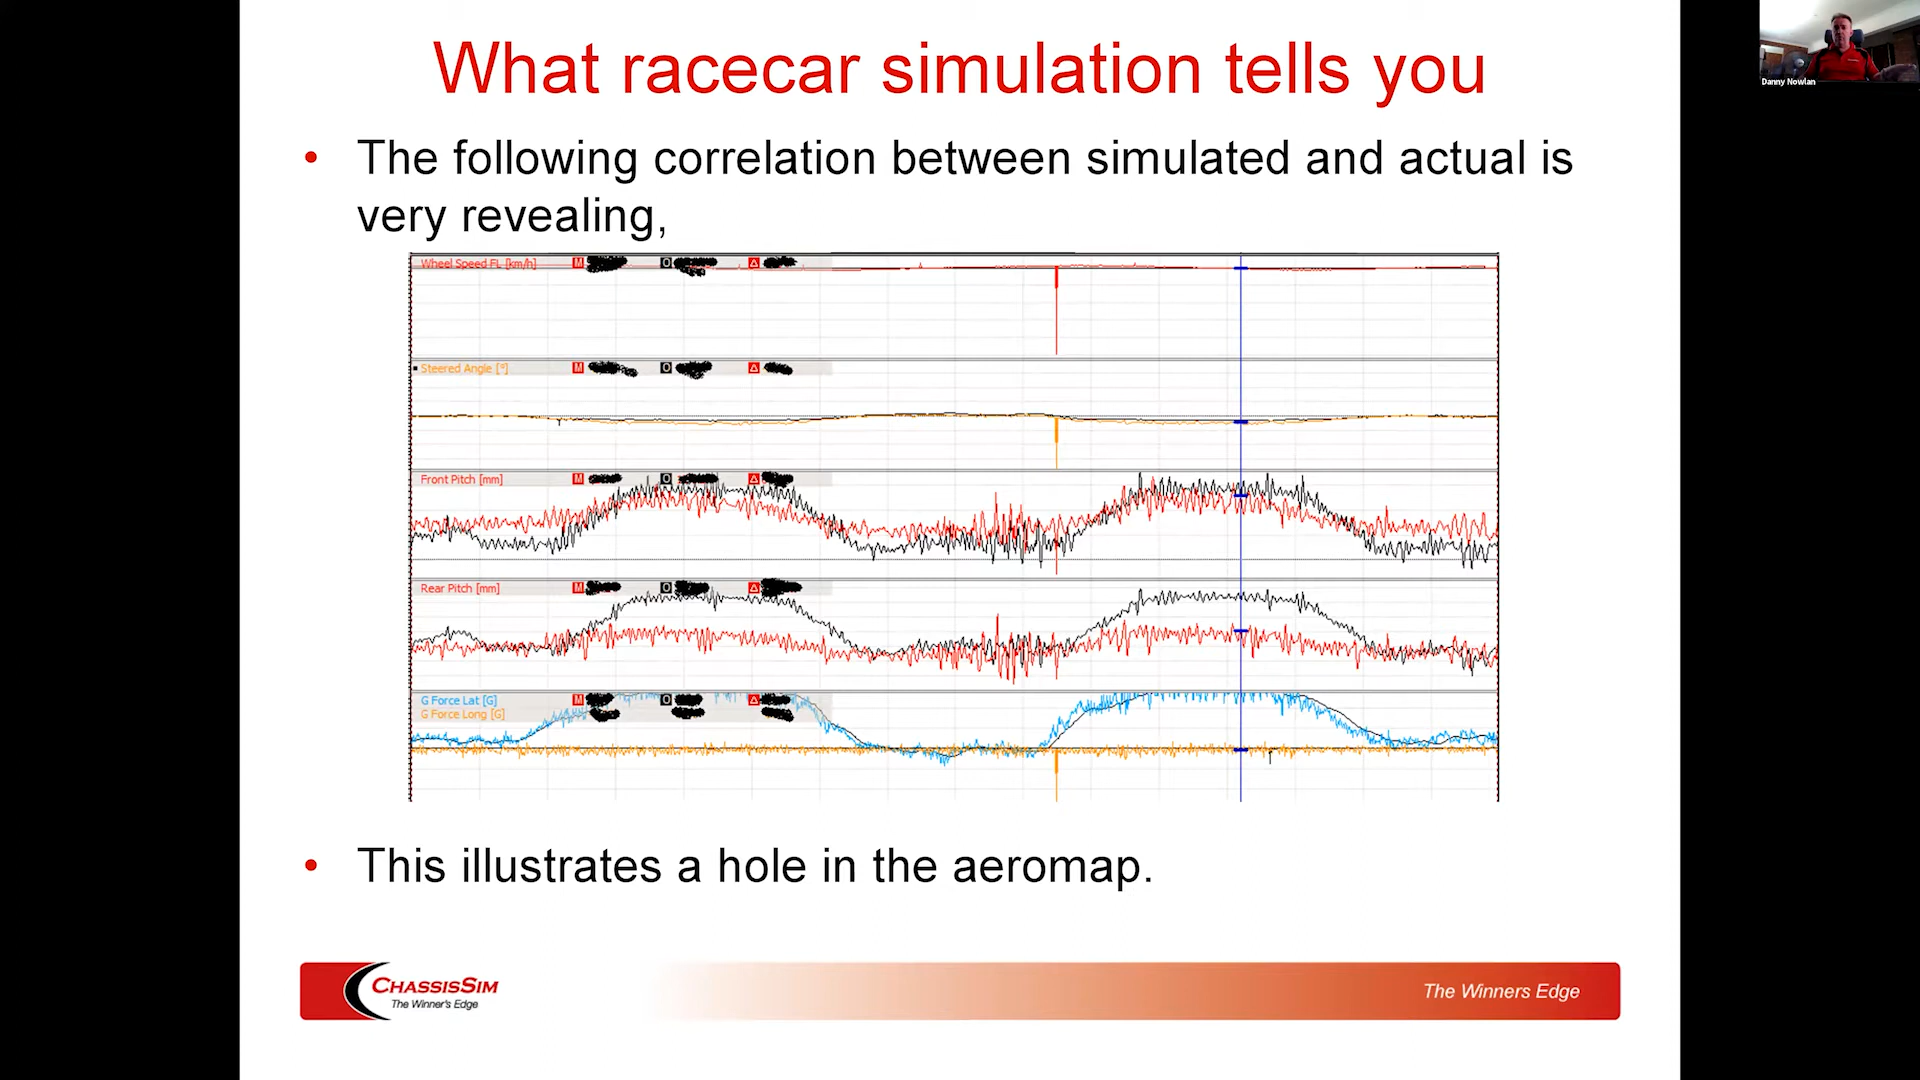 What racecar simulation tells you
Danny Nowlan
• The following correlation between simulated and actual is
very revealing,
Wheel Speed FL [km/h] M O Δ
Steered Angle [°] M O Δ
Front Pitch [mm] M O Δ
Rear Pitch [mm] M O Δ
G Force Lat [G] M O Δ
G Force Long [G]
• This illustrates a hole in the aeromap.
CHASSISSIM
The Winner's Edge
The Winners Edge